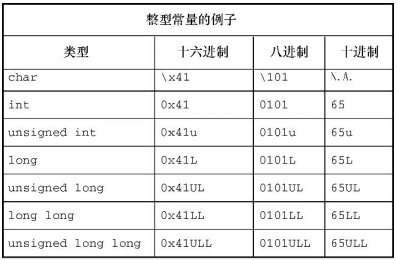 整型常量的例子
类型 十六进制 八进制 十进制
char \x41 \101 N.A.
int 0x41 0101 65
unsigned int 0x41u 0101u 65u
long 0x41L 0101L 65L
unsigned long 0x41UL 0101UL 65UL
long long 0x41LL 0101LL 65LL
unsigned long long 0x41ULL 0101ULL 65ULL